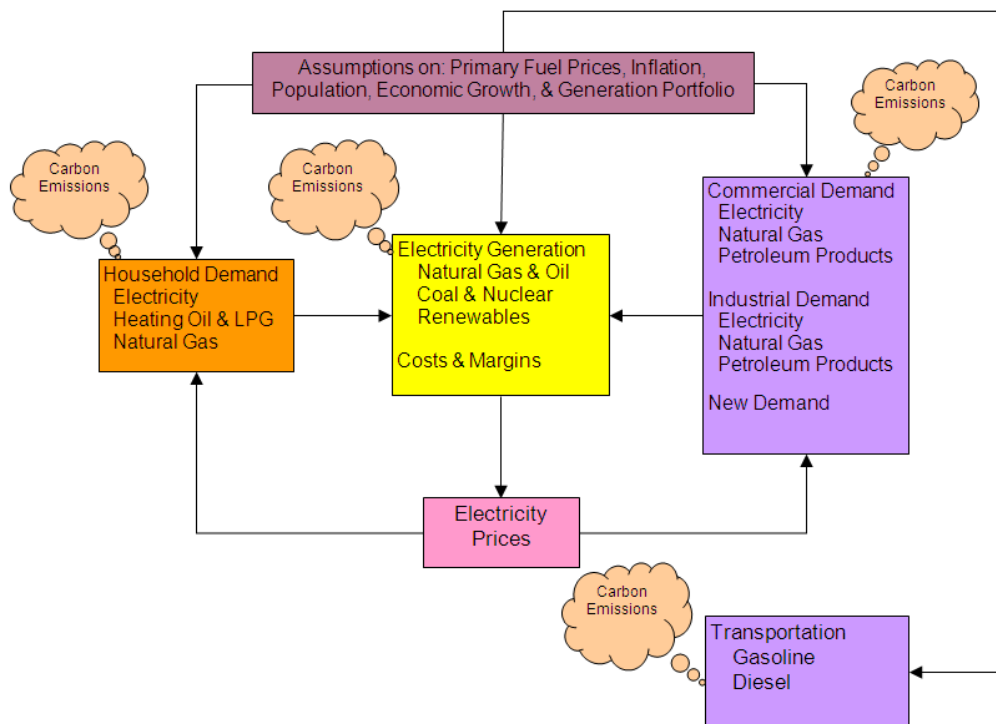 Assumptions on: Primary Fuel Prices, Inflation,
Population, Economic Growth, & Generation Portfolio
Carbon
Emissions
Carbon
Emissions
Carbon
Emissions
Household Demand
Electricity
Heating Oil & LPG
Natural Gas
Electricity Generation
Natural Gas & Oil
Coal & Nuclear
Renewables
Costs & Margins
Commercial Demand
Electricity
Natural Gas
Petroleum Products
Industrial Demand
Electricity
Natural Gas
Petroleum Products
New Demand
Electricity
Prices
Carbon
Emissions
Transportation
Gasoline
Diesel